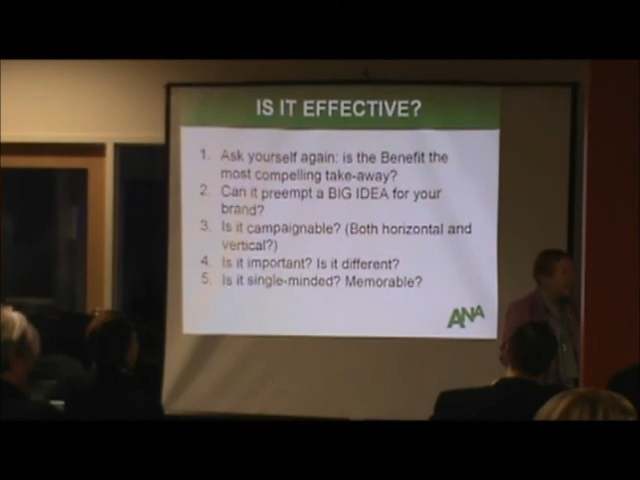 IS IT EFFECTIVE?
1. Ask yourself again: is the Benefit the
most compelling take-away?
2. Can it preempt a BIG IDEA for your
brand?
3. Is it campaignable? (Both horizontal and
vertical?)
4. Is it important? Is it different?
5. Is it single-minded? Memorable?
ANA